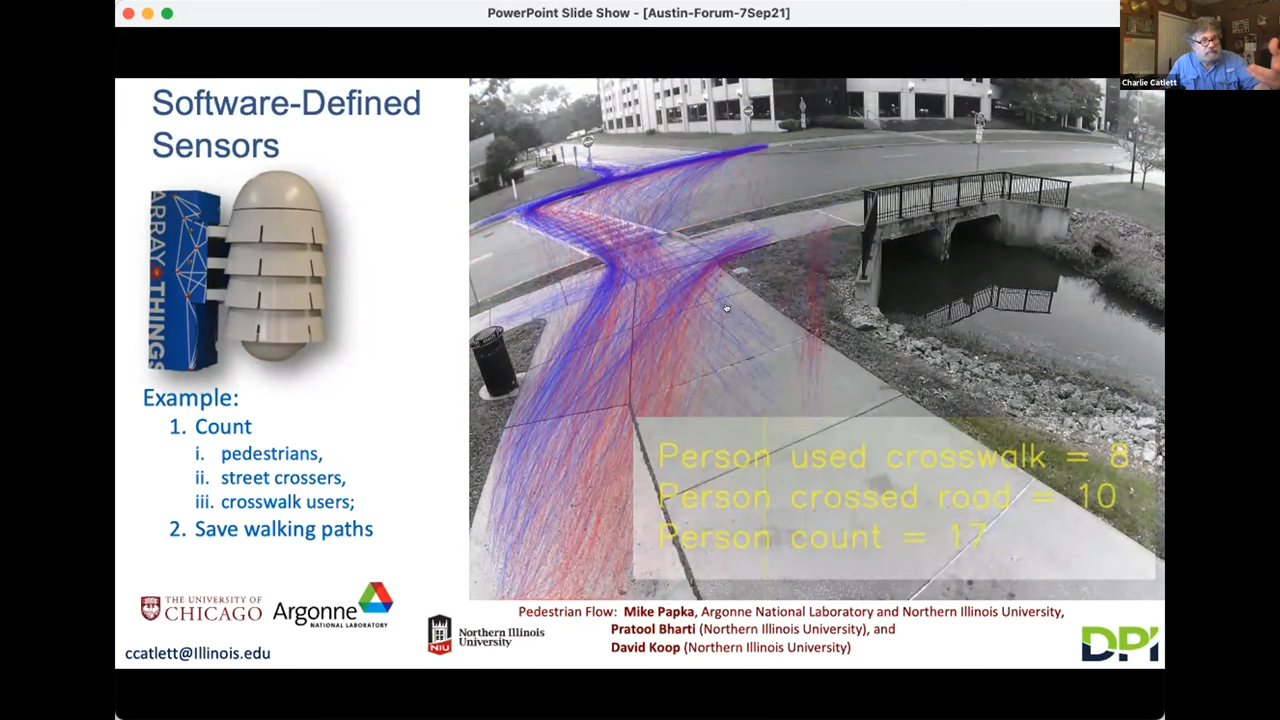 PowerPoint Slide Show - [Austin-Forum-7Sep21]
Charlie Catlett
Software-Defined
Sensors
ARRAY THINGS
Example:
1. Count
i. pedestrians,
ii. street crossers,
iii. crosswalk users;
2. Save walking paths
Person used crosswalk = 8
Person crossed road = 10
Person count = 17
THE UNIVERSITY OF
CHICAGO
Argonne
NATIONAL LABORATORY
NIU
Northern Illinois
University
Pedestrian Flow: Mike Papka, Argonne National Laboratory and Northern Illinois University,
Pratool Bharti (Northern Illinois University), and
David Koop (Northern Illinois University)
DPI
ccatlett@Illinois.edu